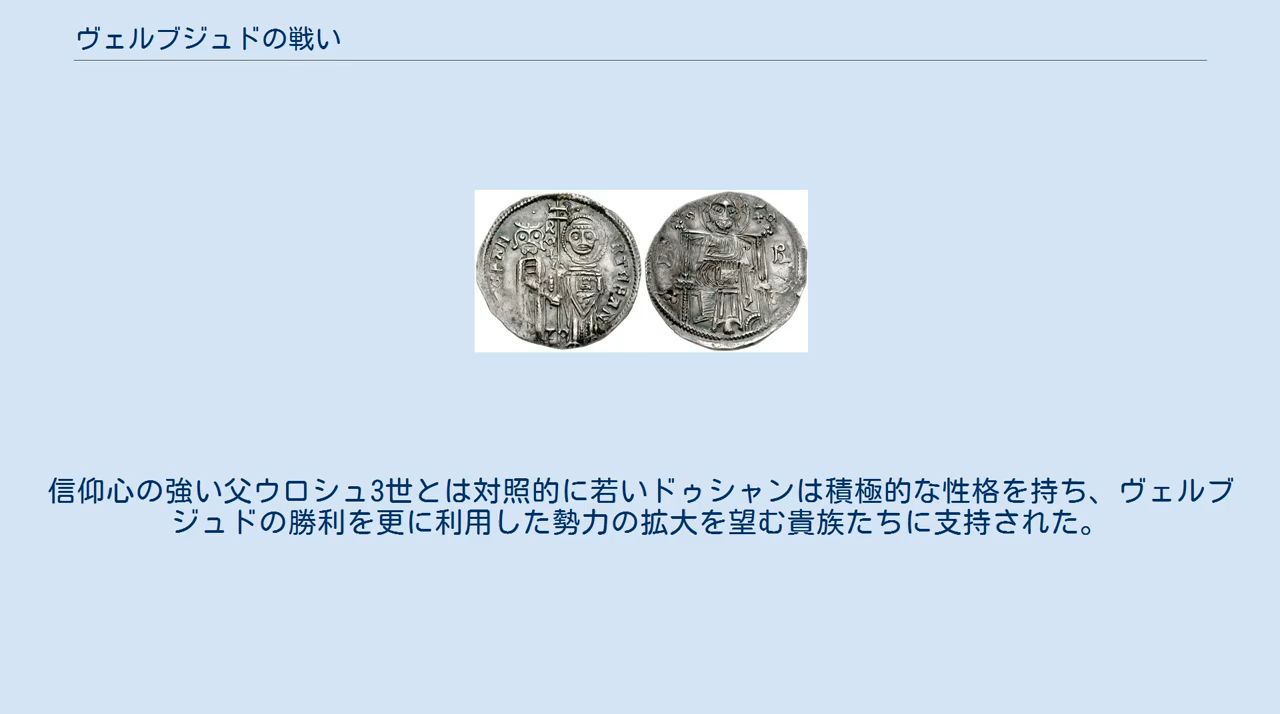 ヴェルブジュドの戦い
信仰心の強い父ウロシュ3世とは対照的に若いドゥシャンは積極的な性格を持ち、ヴェルブ
ジュドの勝利を更に利用した勢力の拡大を望む貴族たちに支持された。